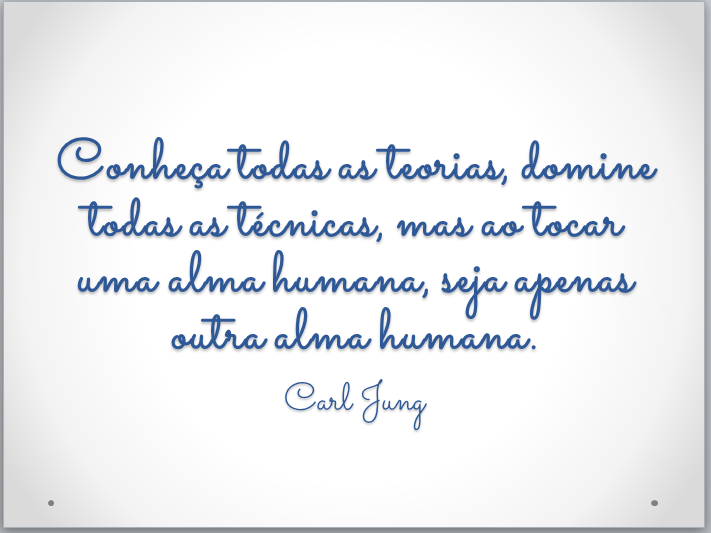 Conheça todas as teorias, domine
todas as técnicas, mas ao tocar
uma alma humana, seja apenas
outra alma humana.
Carl Jung